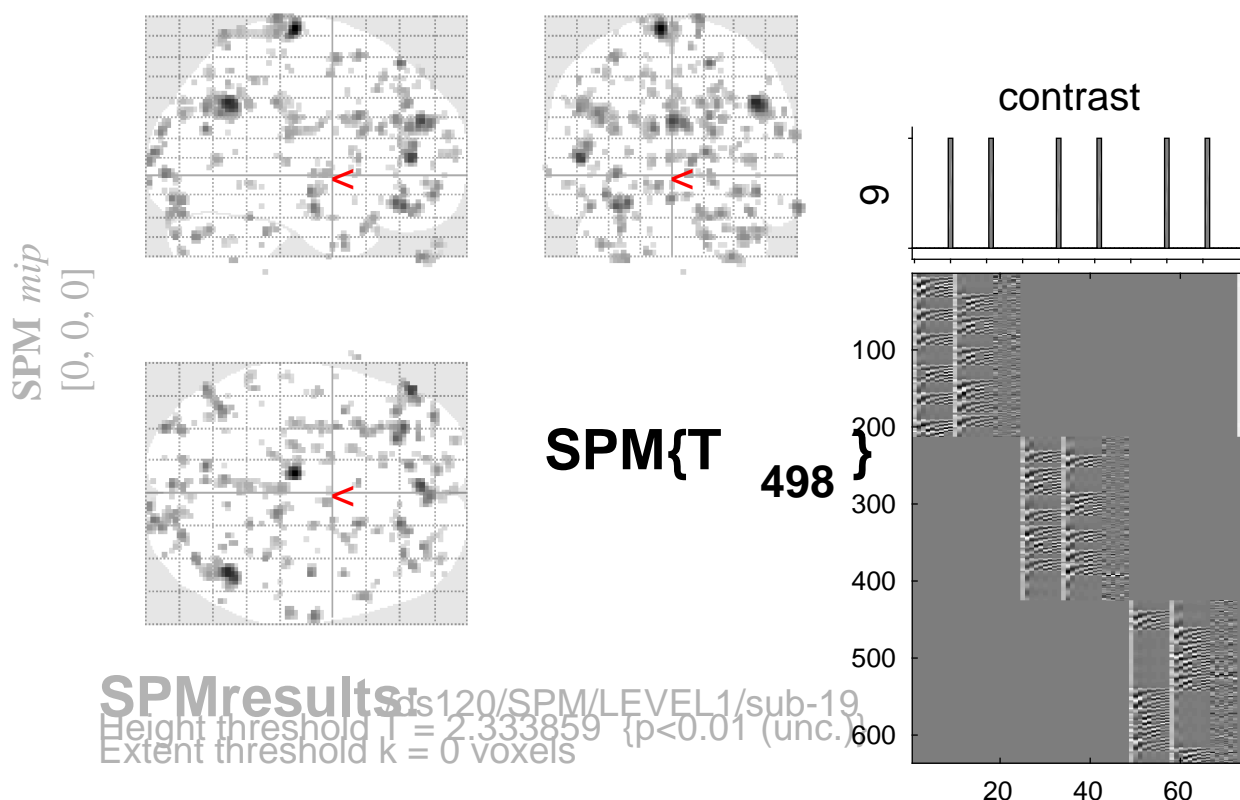 SPM mip
[0, 0, 0]
<
<
<
SPM{T498}
contrast
9
100
200
300
400
500
600
20
40
60
SPMresults: /ds120/SPM/LEVEL1/sub-19
Height threshold T = 2.333859 {p<0.01 (unc.)}
Extent threshold k = 0 voxels